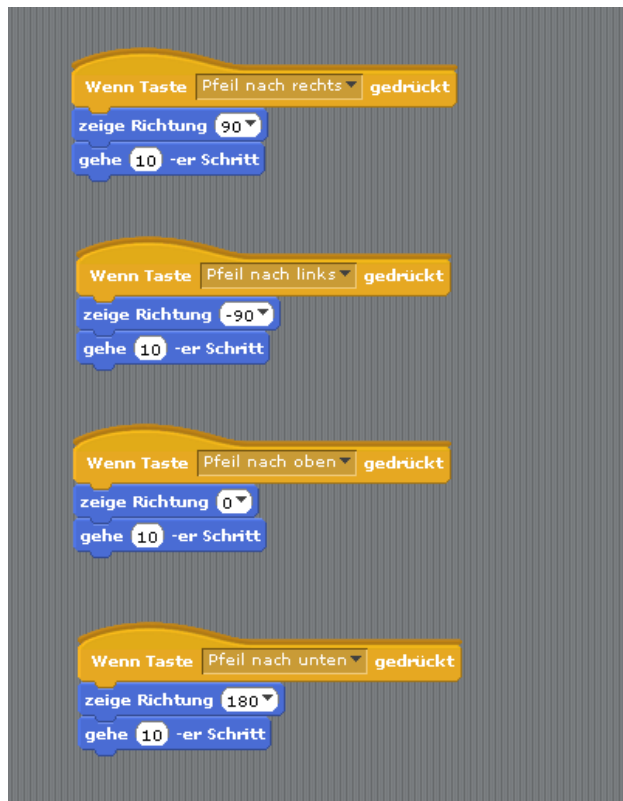 Wenn Taste Pfeil nach rechts gedrückt
zeige Richtung 90
gehe 10 -er Schritt
Wenn Taste Pfeil nach links gedrückt
zeige Richtung -90
gehe 10 -er Schritt
Wenn Taste Pfeil nach oben gedrückt
zeige Richtung 0
gehe 10 -er Schritt
Wenn Taste Pfeil nach unten gedrückt
zeige Richtung 180
gehe 10 -er Schritt